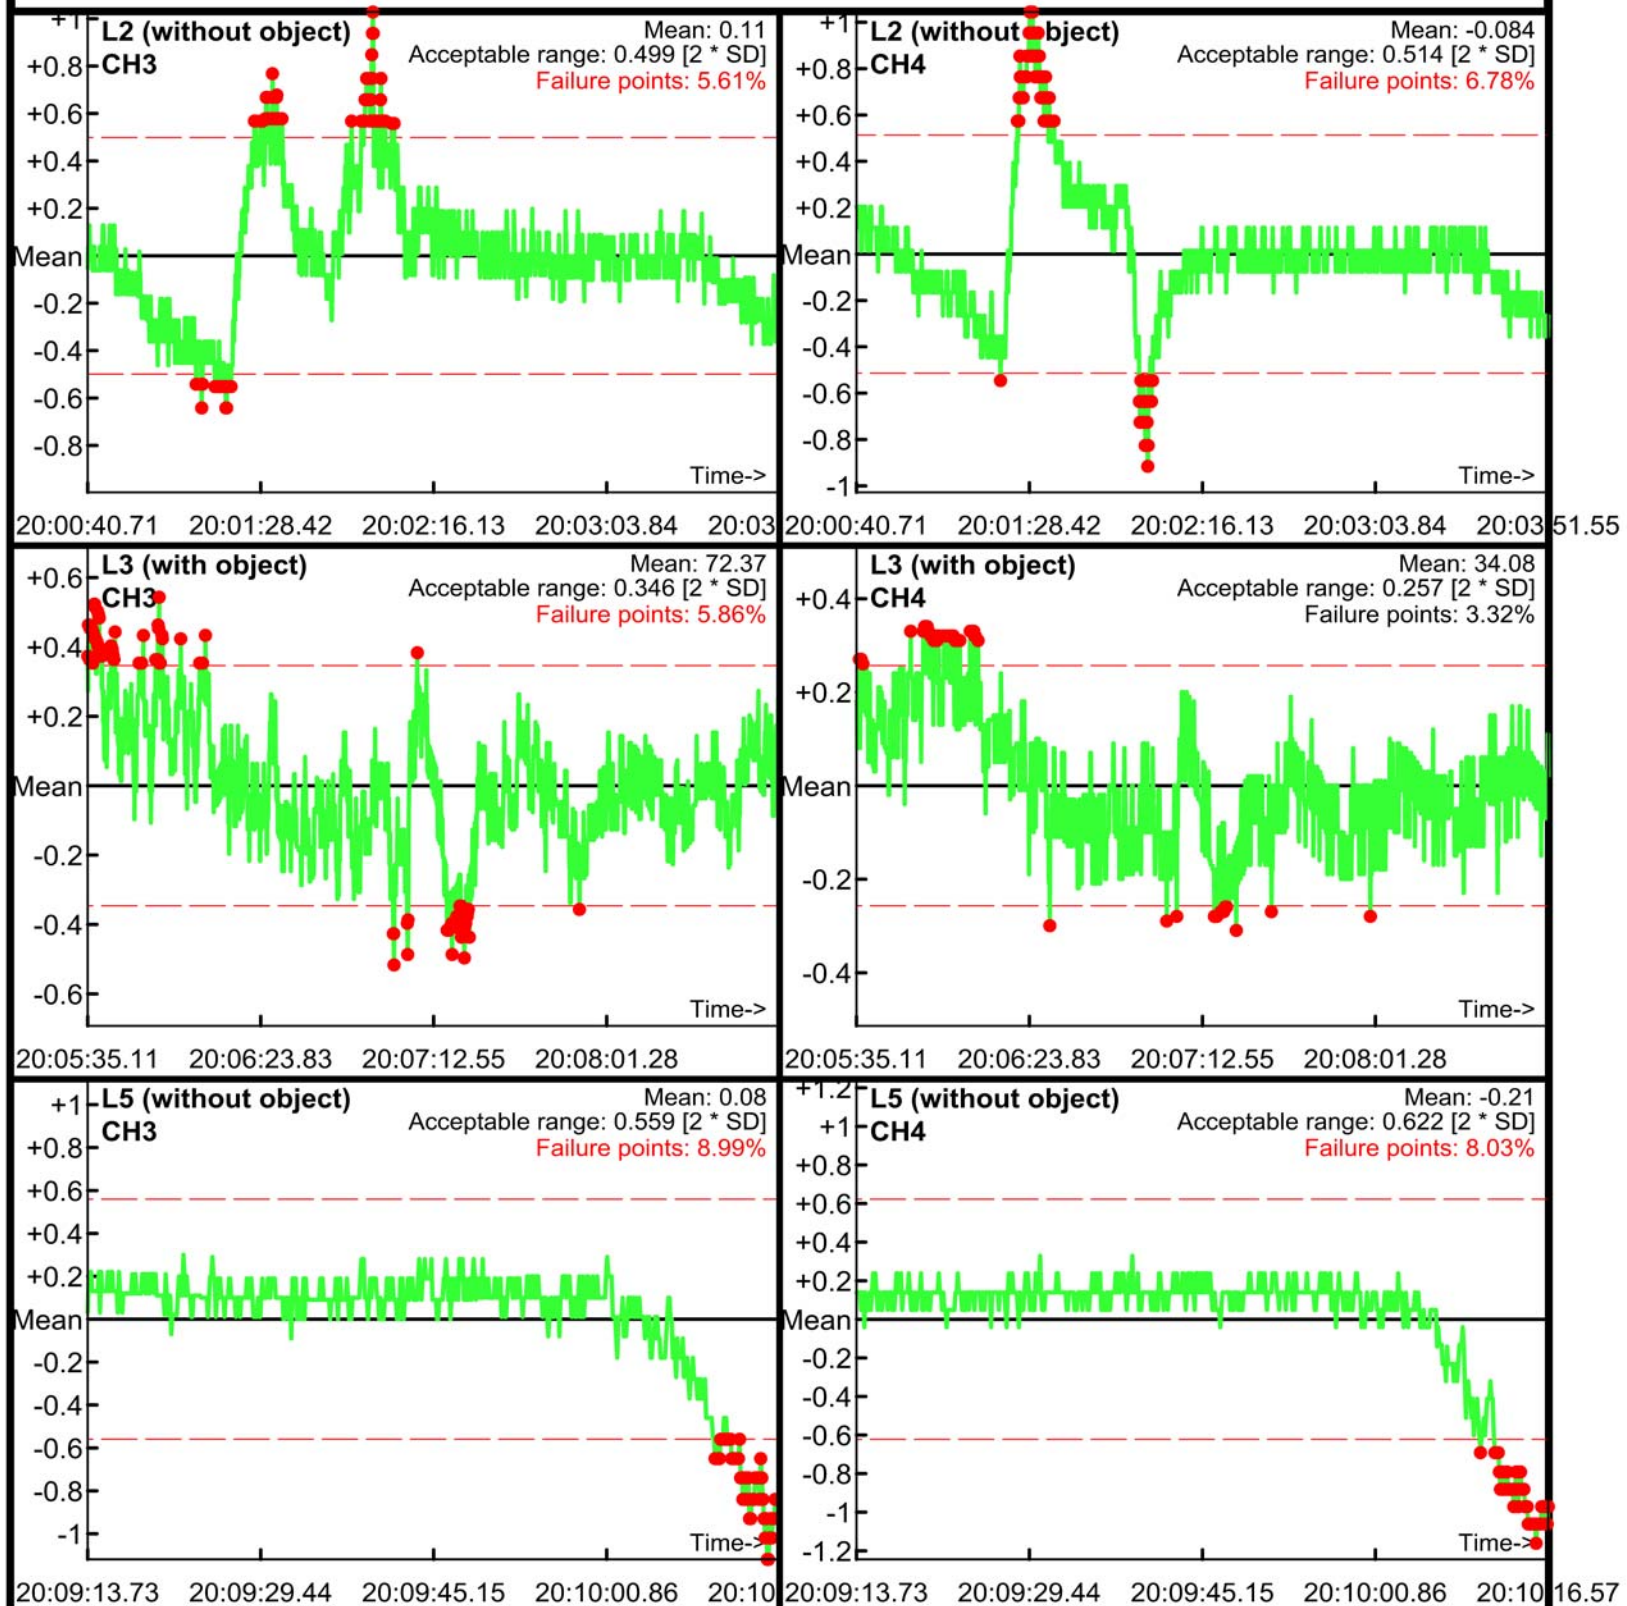 L2 (without object)
CH3
Mean: 0.11
Acceptable range: 0.499 [2 * SD]
Failure points: 5.61%
+1
+0.8
+0.6
+0.4
+0.2
Mean
-0.2
-0.4
-0.6
-0.8
Time->
20:00:40.71 20:01:28.42 20:02:16.13 20:03:03.84 20:03
L2 (without bject)
CH4
Mean: -0.084
Acceptable range: 0.514 [2 * SD]
Failure points: 6.78%
+1
+0.8
+0.6
+0.4
+0.2
Mean
-0.2
-0.4
-0.6
-0.8
-1
Time->
20:00:40.71 20:01:28.42 20:02:16.13 20:03:03.84 20:03:51.55
L3 (with object)
CH3
Mean: 72.37
Acceptable range: 0.346 [2 * SD]
Failure points: 5.86%
+0.6
+0.4
+0.2
Mean
-0.2
-0.4
-0.6
Time->
20:05:35.11 20:06:23.83 20:07:12.55 20:08:01.28
L3 (with object)
CH4
Mean: 34.08
Acceptable range: 0.257 [2 * SD]
Failure points: 3.32%
+0.4
+0.2
Mean
-0.2
-0.4
Time->
20:05:35.11 20:06:23.83 20:07:12.55 20:08:01.28
L5 (without object)
CH3
Mean: 0.08
Acceptable range: 0.559 [2 * SD]
Failure points: 8.99%
+1
+0.8
+0.6
+0.4
+0.2
Mean
-0.2
-0.4
-0.6
-0.8
-1
Time->
20:09:13.73 20:09:29.44 20:09:45.15 20:10:00.86 20:10
L5 (without object)
CH4
Mean: -0.21
Acceptable range: 0.622 [2 * SD]
Failure points: 8.03%
+1.2
+1
+0.8
+0.6
+0.4
+0.2
Mean
-0.2
-0.4
-0.6
-0.8
-1
-1.2
Time->
20:09:13.73 20:09:29.44 20:09:45.15 20:10:00.86 20:10:16.57